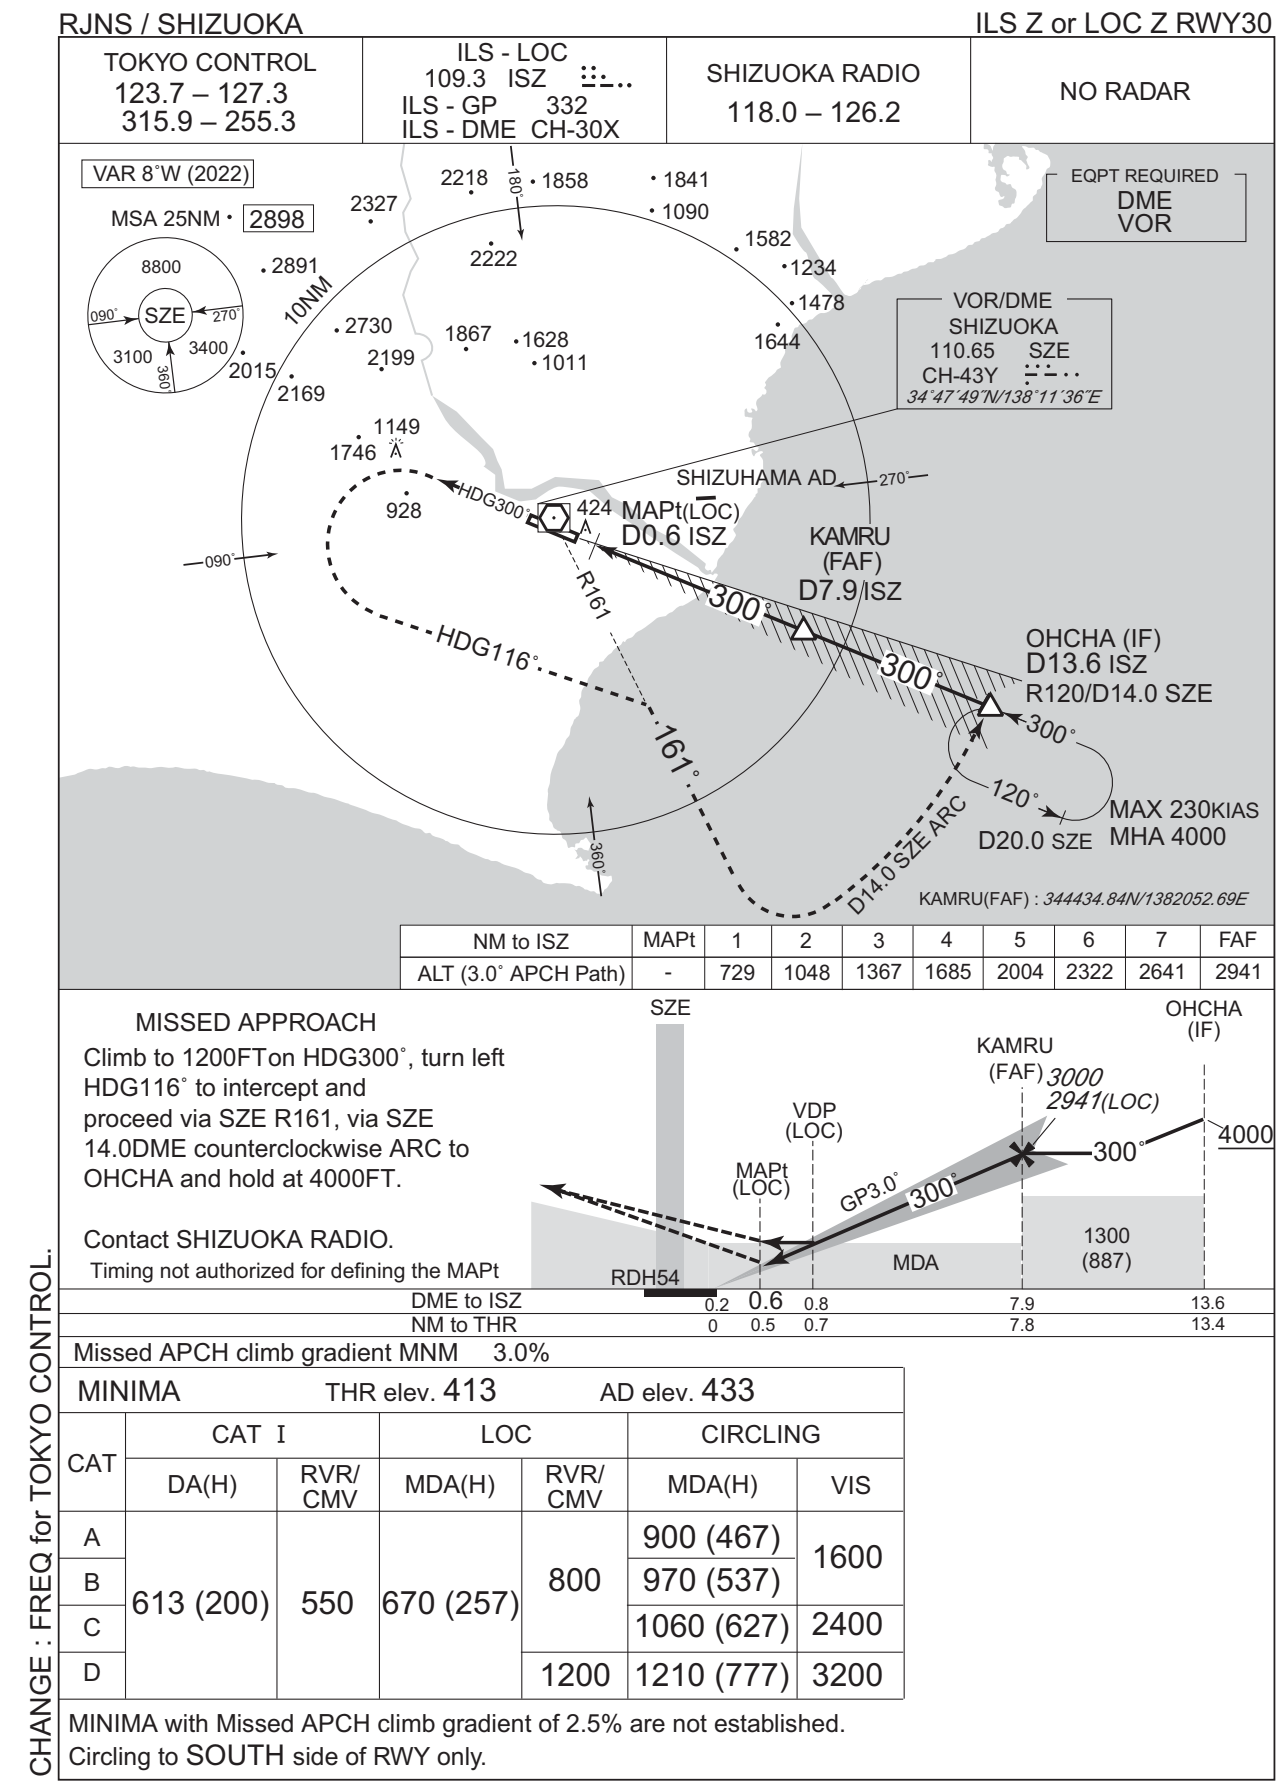 RJNS / SHIZUOKA
ILS Z or LOC Z RWY30
TOKYO CONTROL
123.7 – 127.3
315.9 – 255.3
ILS - LOC
109.3 ISZ
ILS - GP 332
ILS - DME CH-30X
SHIZUOKA RADIO
118.0 – 126.2
NO RADAR
VAR 8˚W (2022)
MSA 25NM
2898
8800
090˚
SZE
270˚
3100
3400
360˚
2891
2015
2327
2218
180˚
1858
1841
1090
2222
1582
1234
1478
1644
10NM
2730
2199
1867
1628
1011
2169
1149
1746
928
EQPT REQUIRED
DME
VOR
VOR/DME
SHIZUOKA
110.65 SZE
CH-43Y
34˚47´49˝N/138˚11´36˝E
SHIZUHAMA AD
270˚
HDG300˚
424
MAPt(LOC)
D0.6 ISZ
KAMRU
(FAF)
D7.9 ISZ
090˚
R161
300˚
HDG116˚
300˚
OHCHA (IF)
D13.6 ISZ
R120/D14.0 SZE
300˚
161˚
120˚
MAX 230KIAS
D20.0 SZE MHA 4000
D14.0 SZE ARC
360˚
KAMRU(FAF) : 344434.84N/1382052.69E
NM to ISZ MAPt 1 2 3 4 5 6 7 FAF
ALT (3.0˚ APCH Path) - 729 1048 1367 1685 2004 2322 2641 2941
MISSED APPROACH
Climb to 1200FTon HDG300˚, turn left
HDG116˚ to intercept and
proceed via SZE R161, via SZE
14.0DME counterclockwise ARC to
OHCHA and hold at 4000FT.
Contact SHIZUOKA RADIO.
Timing not authorized for defining the MAPt
SZE
OHCHA
(IF)
KAMRU
(FAF)
3000
2941(LOC)
VDP
(LOC)
MAPt
(LOC)
4000
300˚
GP3.0˚
300˚
1300
(887)
MDA
RDH54
DME to ISZ 0.2 0.6 0.8 7.9 13.6
NM to THR 0 0.5 0.7 7.8 13.4
Missed APCH climb gradient MNM 3.0%
MINIMA THR elev. 413 AD elev. 433
CAT
CAT I
LOC
CIRCLING
DA(H)
RVR/
CMV
MDA(H)
RVR/
CMV
MDA(H)
VIS
A
B
C
D
613 (200)
550
670 (257)
800
1200
900 (467)
970 (537)
1060 (627)
1210 (777)
1600
2400
3200
MINIMA with Missed APCH climb gradient of 2.5% are not established.
Circling to SOUTH side of RWY only.
CHANGE : FREQ for TOKYO CONTROL.